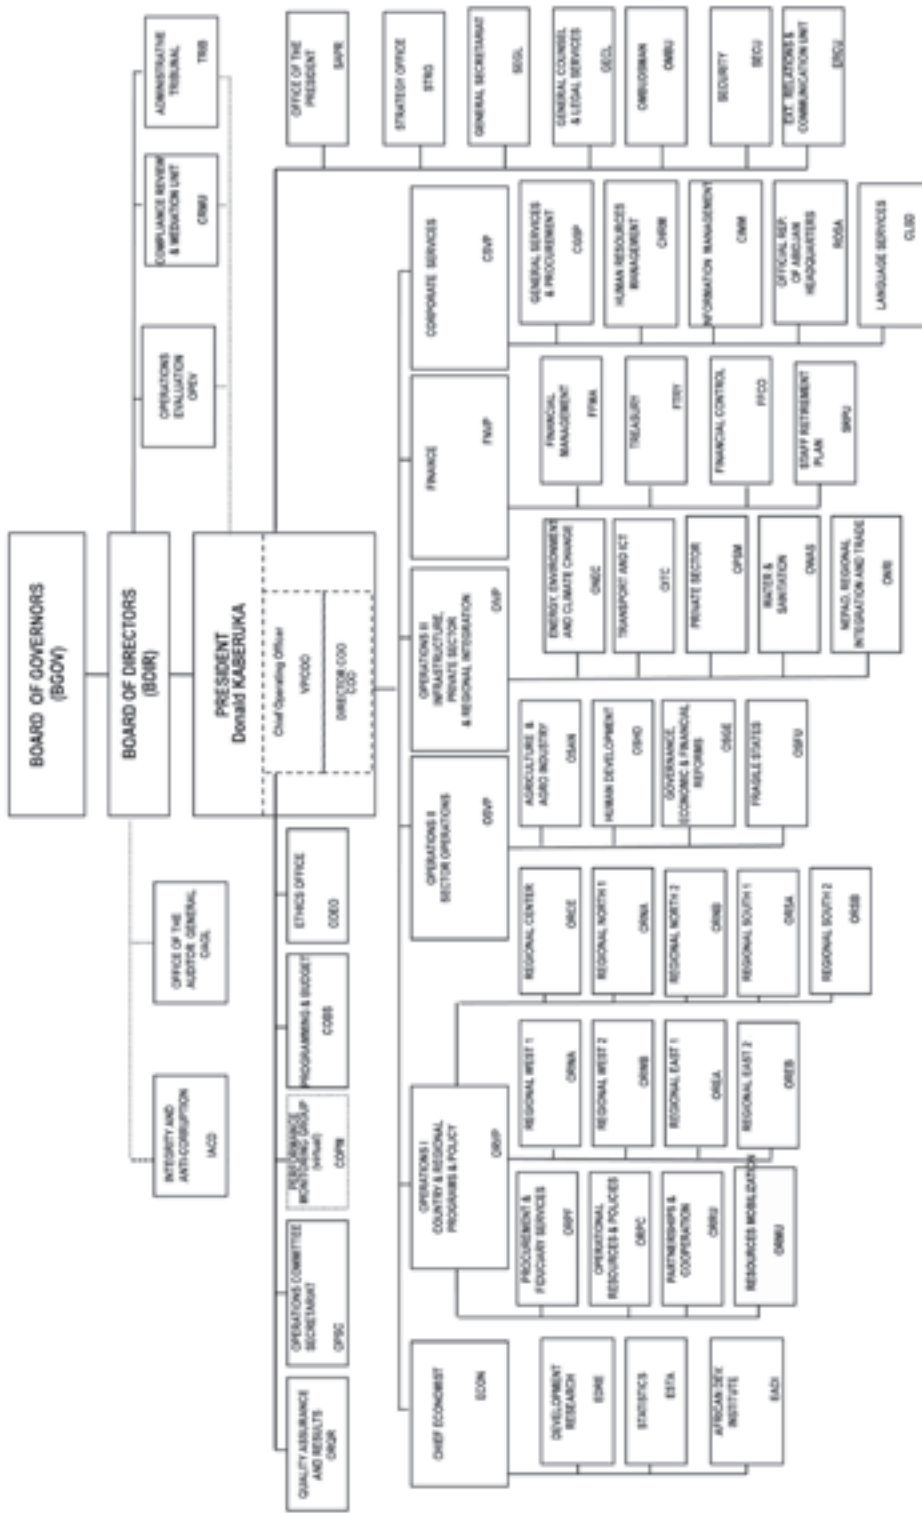 BOARD OF GOVERNORS
(BGOV)
BOARD OF DIRECTORS
(BDIR)
PRESIDENT
Donald KABERUKA
Chief Operating Officer
VPCOO
DIRECTOR COO
COO
INTEGRITY AND
ANTI-CORRUPTION
IACD
OFFICE OF THE
AUDITOR GENERAL
OAGL
OPERATIONS
EVALUATION
OPEV
COMPLIANCE REVIEW
& MEDIATION UNIT
CRMU
ADMINISTRATIVE
TRIBUNAL
TRIB
QUALITY ASSURANCE
AND RESULTS
ORQR
OPERATIONS COMMITTEE
SECRETARIAT
OPSC
PERFORMANCE
MONITORING GROUP
(virtual)
COPM
PROGRAMMING & BUDGET
COBS
ETHICS OFFICE
COEO
OFFICE OF THE
PRESIDENT
STRATEGY OFFICE
STRG
GENERAL SECRETARIAT
SEGL
GENERAL COUNSEL
& LEGAL SERVICES
GECL
OMBUDSMAN
OMBU
SECURITY
SECU
EXT. RELATIONS &
COMMUNICATION UNIT
ERCU
CHIEF ECONOMIST
ECON
DEVELOPMENT
RESEARCH
EDRE
STATISTICS
ESTA
AFRICAN DEV.
INSTITUTE
EADI
OPERATIONS I
COUNTRY & REGIONAL
PROGRAMS & POLICY
ORVP
PROCUREMENT &
FIDUCIARY SERVICES
ORPF
OPERATIONAL
RESOURCES & POLICIES
ORPC
PARTNERSHIPS &
COOPERATION
ORRU
RESOURCES MOBILIZATION
ORMU
REGIONAL WEST 1
REGIONAL WEST 2
REGIONAL EAST 1
OREA
REGIONAL EAST 2
OREB
REGIONAL CENTER
ORCE
REGIONAL NORTH 1
ORNA
REGIONAL NORTH 2
ORNB
REGIONAL SOUTH 1
ORSA
REGIONAL SOUTH 2
ORSB
OPERATIONS II
SECTOR OPERATIONS
OSVP
AGRICULTURE &
AGRO INDUSTRY
OSAN
HUMAN DEVELOPMENT
OSHD
GOVERNANCE,
ECONOMIC & FINANCIAL
REFORMS
OSGE
FRAGILE STATES
OSFU
OPERATIONS III
INFRASTRUCTURE,
PRIVATE SECTOR
& REGIONAL INTEGRATION
OIVP
ENERGY, ENVIRONMENT
AND CLIMATE CHANGE
ONEC
TRANSPORT AND ICT
OITC
PRIVATE SECTOR
OPSM
WATER &
SANITATION
OWAS
NEPAD, REGIONAL
INTEGRATION AND TRADE
ONRI
FINANCE
FNVP
FINANCIAL
MANAGEMENT
FFMA
TREASURY
FTRY
FINANCIAL CONTROL
FFCO
STAFF RETIREMENT
PLAN
SRPU
CORPORATE SERVICES
CSVP
GENERAL SERVICES
& PROCUREMENT
CGSP
HUMAN RESOURCES
MANAGEMENT
CHRM
INFORMATION MANAGEMENT
CIMM
OFFICIAL REP.
OF ABIDJAN
HEADQUARTERS
ROSA
LANGUAGE SERVICES
CLSD